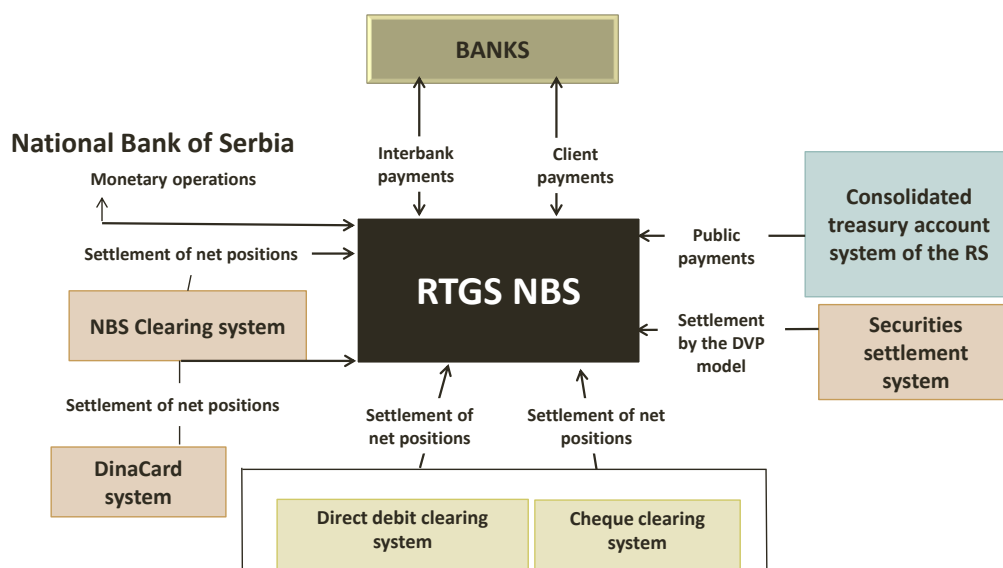 BANKS
National Bank of Serbia
Monetary operations
Interbank
payments
Client
payments
Consolidated
treasury account
system of the RS
Public
payments
Settlement of net positions
RTGS NBS
NBS Clearing system
Settlement
by the DVP
model
Securities
settlement
system
Settlement of net positions
Settlement of
net positions
Settlement of net
positions
DinaCard
system
Direct debit clearing
system
Cheque clearing
system